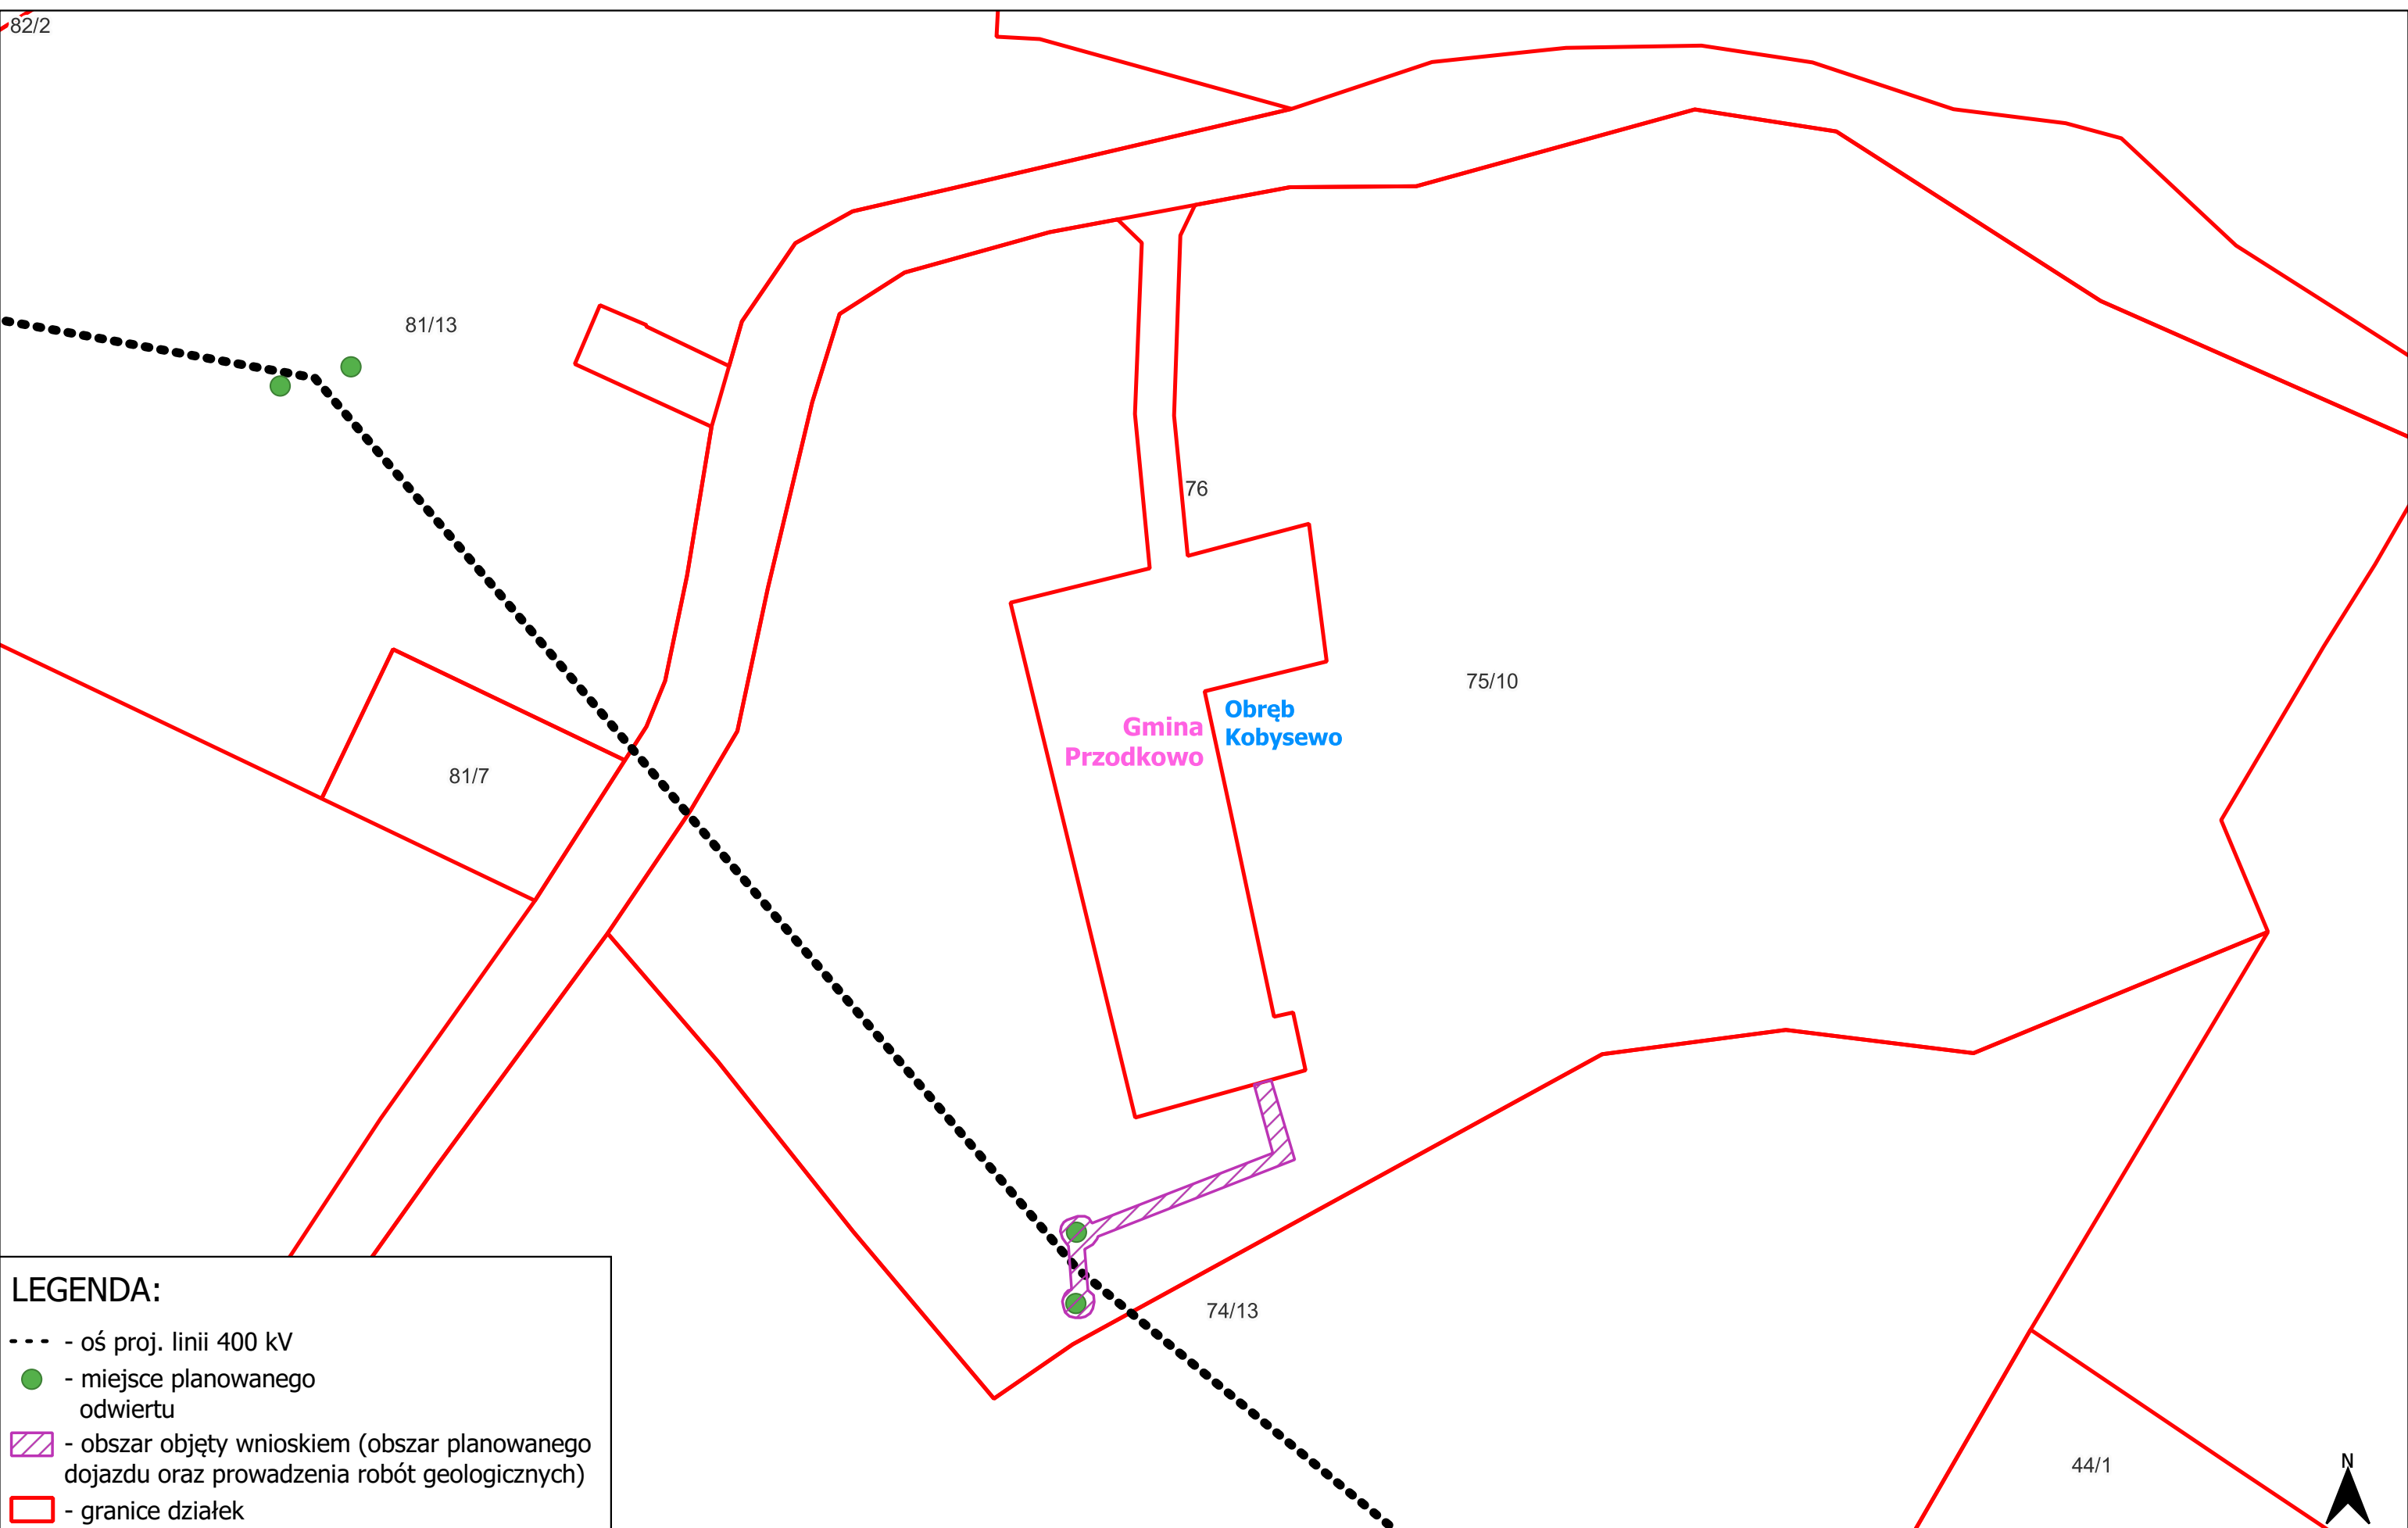 82/2
81/13
76
75/10
Obręb
Kobysewo
Gmina
Przodkowo
81/7
74/13
44/1
N
LEGENDA:
- oś proj. linii 400 kV
- miejsce planowanego
odwiertu
- obszar objęty wnioskiem (obszar planowanego
dojazdu oraz prowadzenia robót geologicznych)
- granice działek